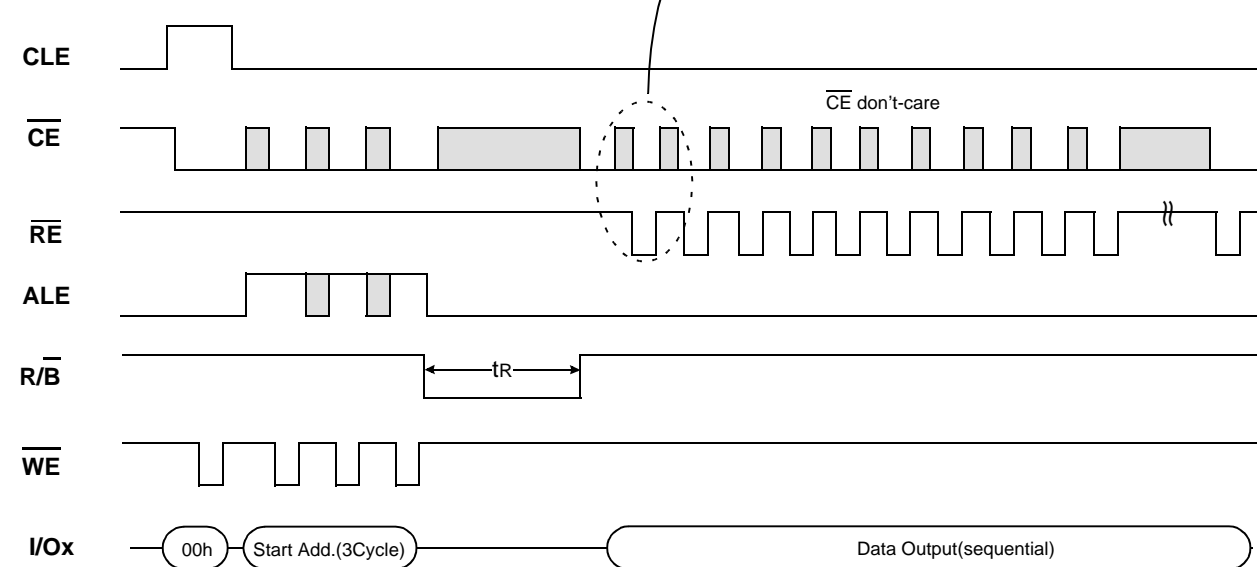 CLE
CE don't-care
CE
RE
ALE
R/B
tR
WE
I/Ox
00h
Start Add.(3Cycle)
Data Output(sequential)